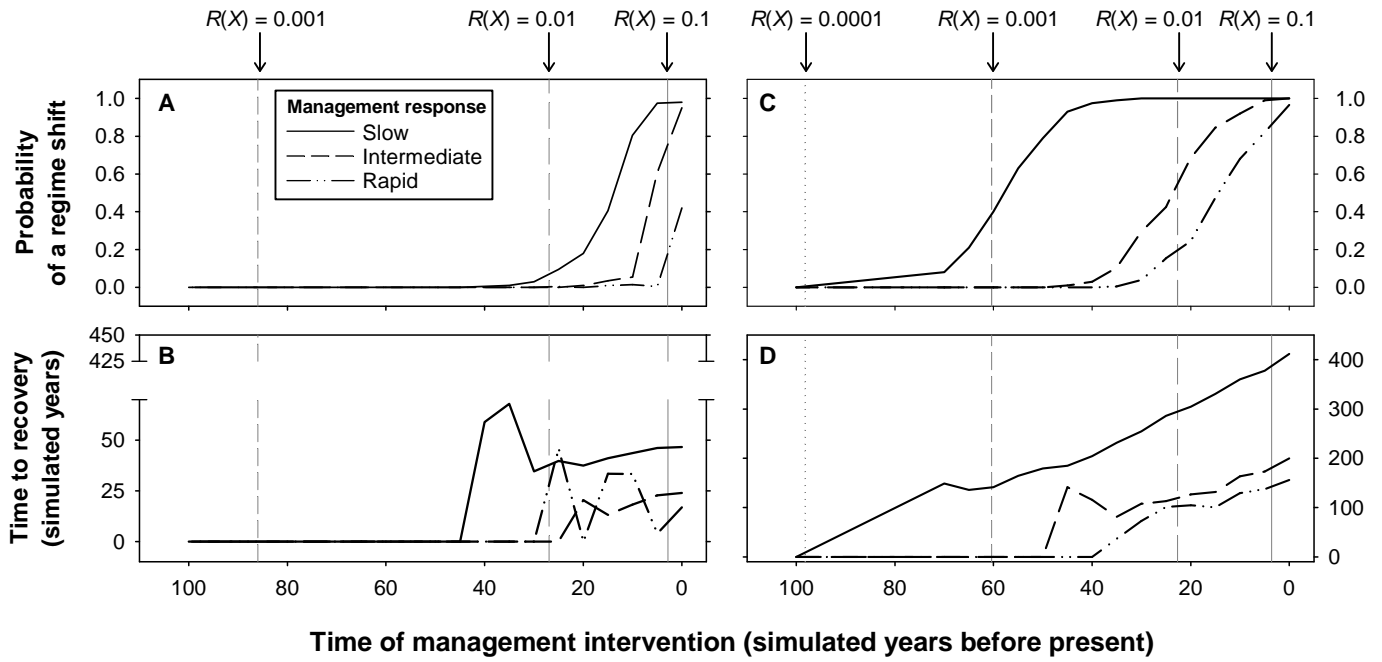 R(X) = 0.001 R(X) = 0.01 R(X) = 0.1 R(X) = 0.0001 R(X) = 0.001 R(X) = 0.01 R(X) = 0.1
Probability
of a regime shift
1.0
0.8
0.6
0.4
0.2
0.0
A
Management response
Slow
Intermediate
Rapid
C
1.0
0.8
0.6
0.4
0.2
0.0
Time to recovery
(simulated years)
450
425
50
25
0
B
100 80 60 40 20 0
D
400
300
200
100
0
100 80 60 40 20 0
Time of management intervention (simulated years before present)